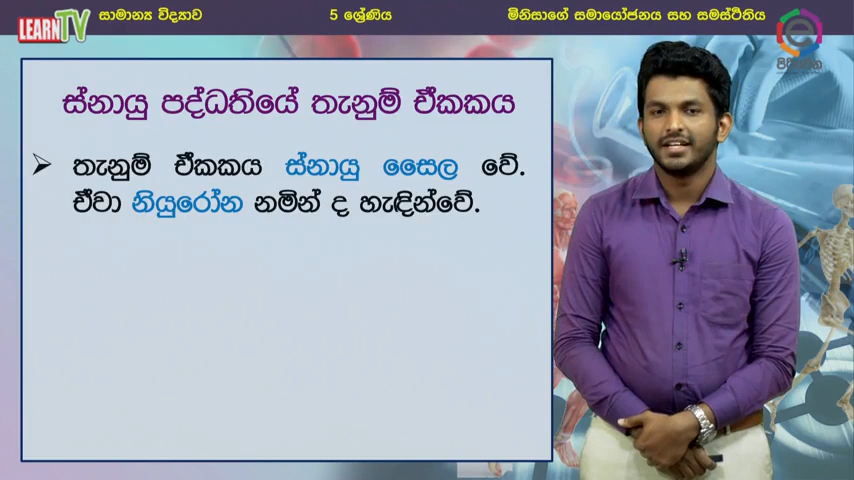 LEARN TV
සාමාන්‍ය විද්‍යාව
5 ශ්‍රේණිය
මිනිසාගේ සමායෝජනය සහ සමස්ථිතිය
ස්නායු පද්ධතියේ තැනුම් ඒකකය
➢ තැනුම් ඒකකය ස්නායු සෛල වේ.
ඒවා නියුරෝන නමින් ද හැඳින්වේ.